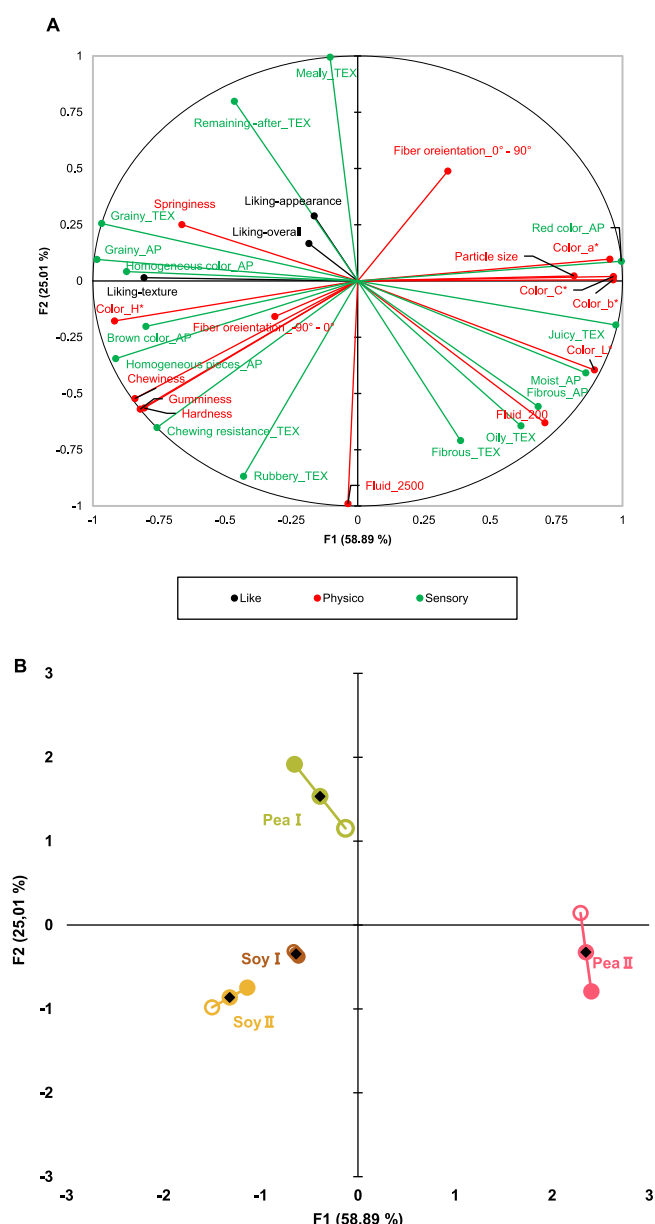 A
1
0.75
0.5
0.25
0
-0.25
-0.5
-0.75
-1
F2 (25,01 %)
Mealy_TEX
Remaining-after_TEX
Fiber oreientation_0° - 90°
Springiness
Liking-appearance
Grainy_TEX
Liking-overall
Red color_AP
Color_a*
Grainy_AP
Homogeneous color_AP
Particle size
Liking-texture
Color_C*
Color_H*
Color_b*
Fiber oreientation_-90° - 0°
Brown color_AP
Juicy_TEX
Color_L*
Homogeneous pieces_AP
Chewiness
Moist_AP
Fibrous_AP
Gumminess
Hardness
Fluid_200
Chewing resistance_TEX
Oily_TEX
Fibrous_TEX
Rubbery_TEX
Fluid_2500
-1 -0.75 -0.5 -0.25 0 0.25 0.5 0.75 1
F1 (58.89 %)
Like Physico Sensory
B
3
2
1
0
-1
-2
-3
F2 (25,01 %)
Pea I
Soy I
Pea II
Soy II
-3 -2 -1 0 1 2 3
F1 (58.89 %)